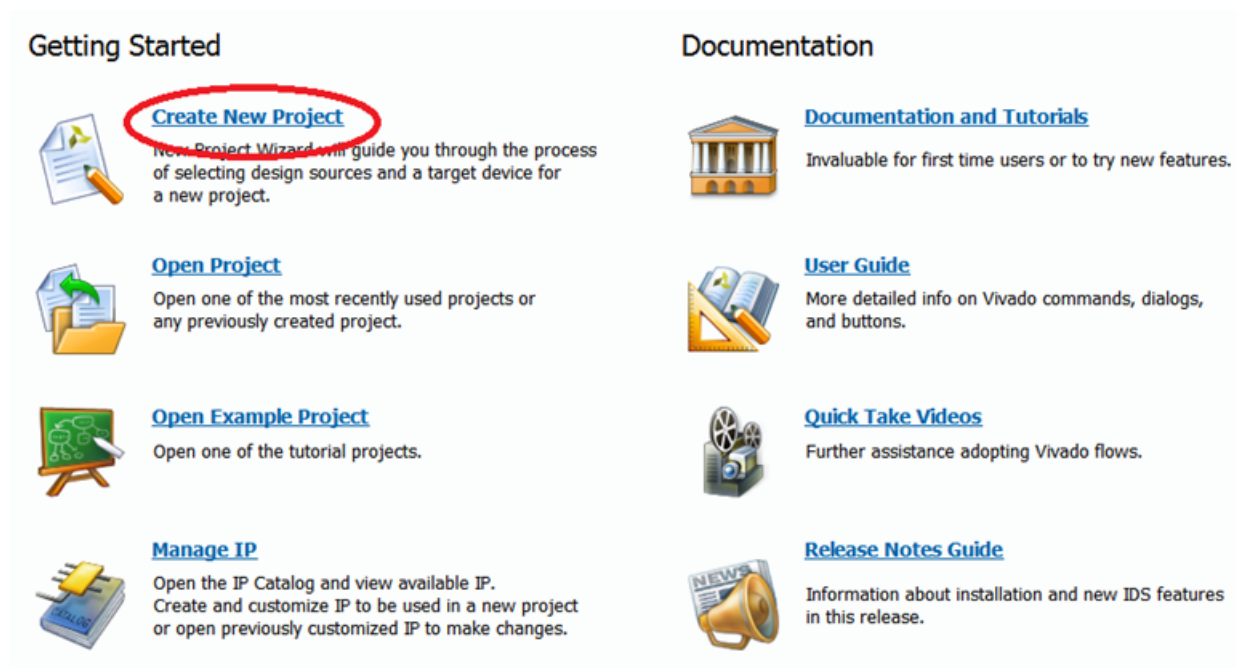 Getting Started
Create New Project
New Project Wizard will guide you through the process
of selecting design sources and a target device for
a new project.
Open Project
Open one of the most recently used projects or
any previously created project.
Open Example Project
Open one of the tutorial projects.
Manage IP
Open the IP Catalog and view available IP.
Create and customize IP to be used in a new project
or open previously customized IP to make changes.
CATALOG
Documentation
Documentation and Tutorials
Invaluable for first time users or to try new features.
User Guide
More detailed info on Vivado commands, dialogs,
and buttons.
Quick Take Videos
Further assistance adopting Vivado flows.
Release Notes Guide
Information about installation and new IDS features
in this release.
NEWS